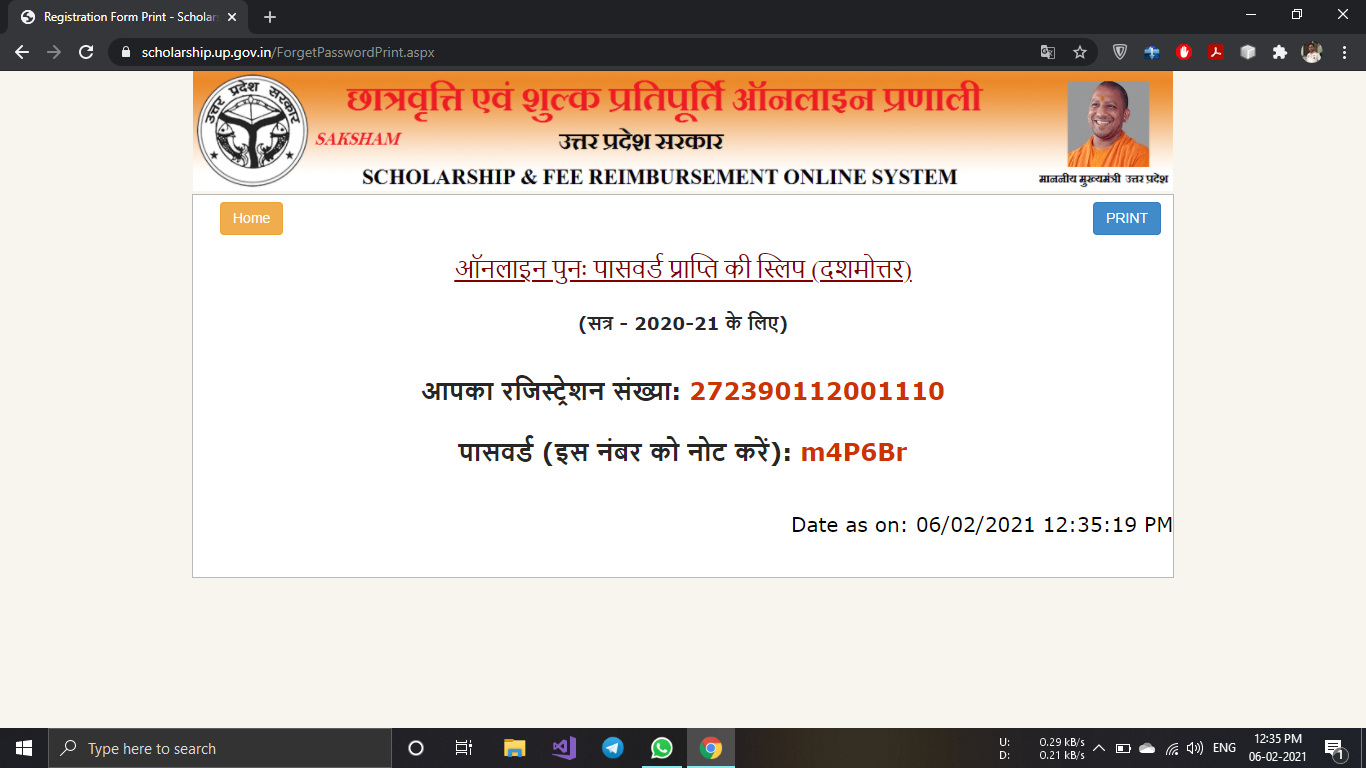 Registration Form Print - Scholar
scholarship.up.gov.in/ForgetPasswordPrint.aspx
उत्तर प्रदेश सरकार
SAKSHAM
छात्रवृत्ति एवं शुल्क प्रतिपूर्ति ऑनलाइन प्रणाली
उत्तर प्रदेश सरकार
SCHOLARSHIP & FEE REIMBURSEMENT ONLINE SYSTEM
माननीय मुख्यमंत्री उत्तर प्रदेश
Home
PRINT
ऑनलाइन पुनः पासवर्ड प्राप्ति की स्लिप (दशमोत्तर)
(सत्र - 2020-21 के लिए)
आपका रजिस्ट्रेशन संख्या: 272390112001110
पासवर्ड (इस नंबर को नोट करें): m4P6Br
Date as on: 06/02/2021 12:35:19 PM
Type here to search
U: 0.29 kB/s
D: 0.21 kB/s
ENG
12:35 PM
06-02-2021
1